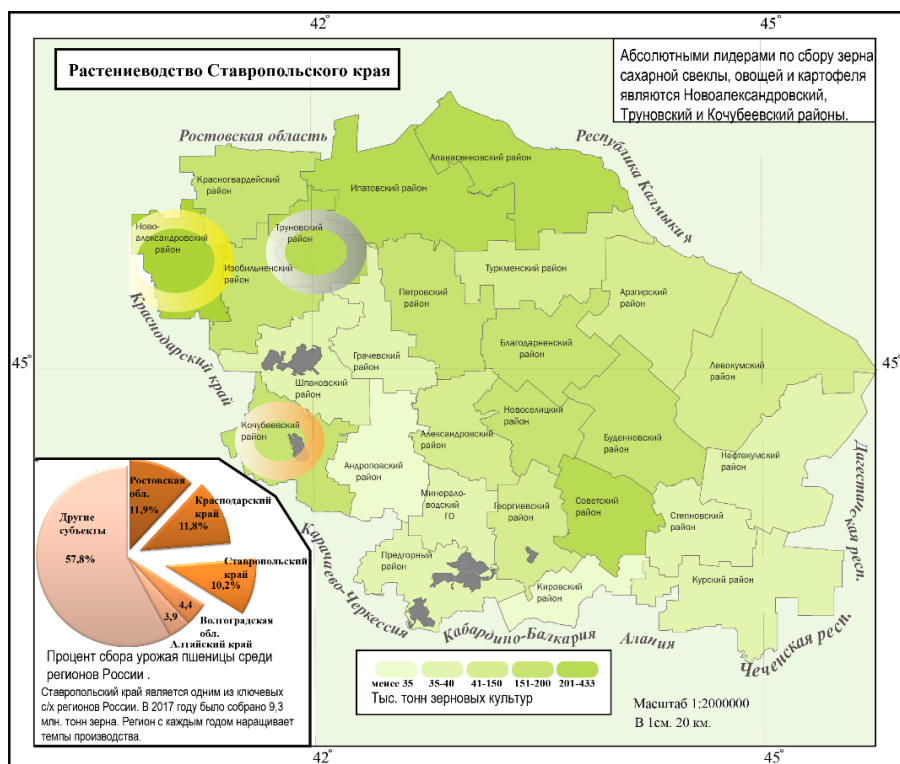 42°
45°
Растениеводство Ставропольского края
Абсолютными лидерами по сбору зерна
сахарной свеклы, овощей и картофеля
являются Новоалександровский,
Труновский и Кочубеевский районы.
Ростовская область
Республика Калмыкия
Апанасенковский район
Красногвардейский
район
Ипатовский район
Ново-
александровский
район
Труновский
район
Изобильненский
район
Туркменский район
Петровский
район
Арзгирский
район
Краснодарский край
Благодарненский
район
45°
45°
Грачевский
район
Шпаковский
район
Левокумский
район
Новоселицкий
район
Кочубеевский
район
Александровский
район
Буденновский
район
Андроповский
район
Нефтекумский
район
Дагестанская респ.
Минерало-
водский
ГО
Георгиевский
район
Советский
район
Степновский
район
Предгорный
район
Кировский
район
Курский район
Карачаево-Черкессия
Кабардино-Балкария
Алания
Чеченская респ.
Ростовская
обл.
11,9%
Краснодарский
край
11,8%
Другие
субъекты
57,8%
Ставропольский
край
10,2%
4,4
3,9
Волгоградская
обл.
Алтайский край
Процент сбора урожая пшеницы среди
регионов России .
Ставропольский край является одним из ключевых
с/х регионов России. В 2017 году было собрано 9,3
млн. тонн зерна. Регион с каждым годом наращивает
темпы производства.
менее 35 35-40 41-150 151-200 201-433
Тыс. тонн зерновых культур
Масштаб 1:2000000
В 1см. 20 км.
42°
45°